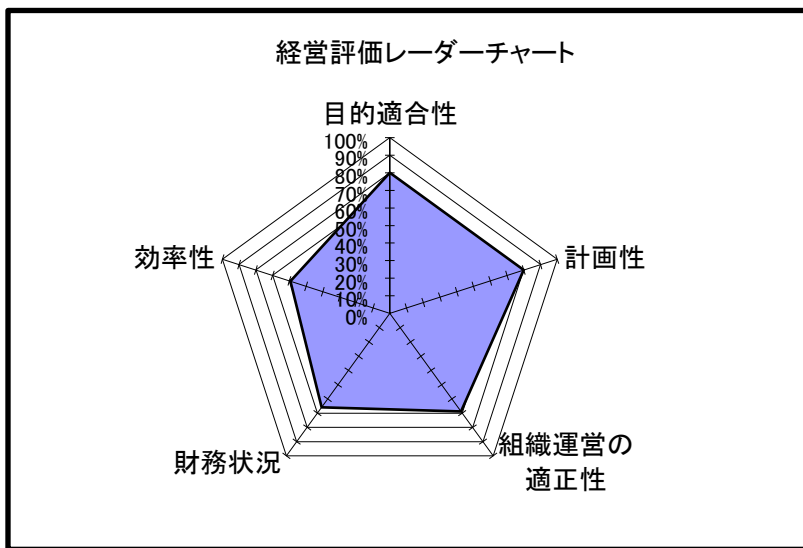 経営評価レーダーチャート
目的適合性
100%
90%
80%
70%
60%
50%
40%
30%
20%
10%
0%
効率性
計画性
財務状況
組織運営の
適正性